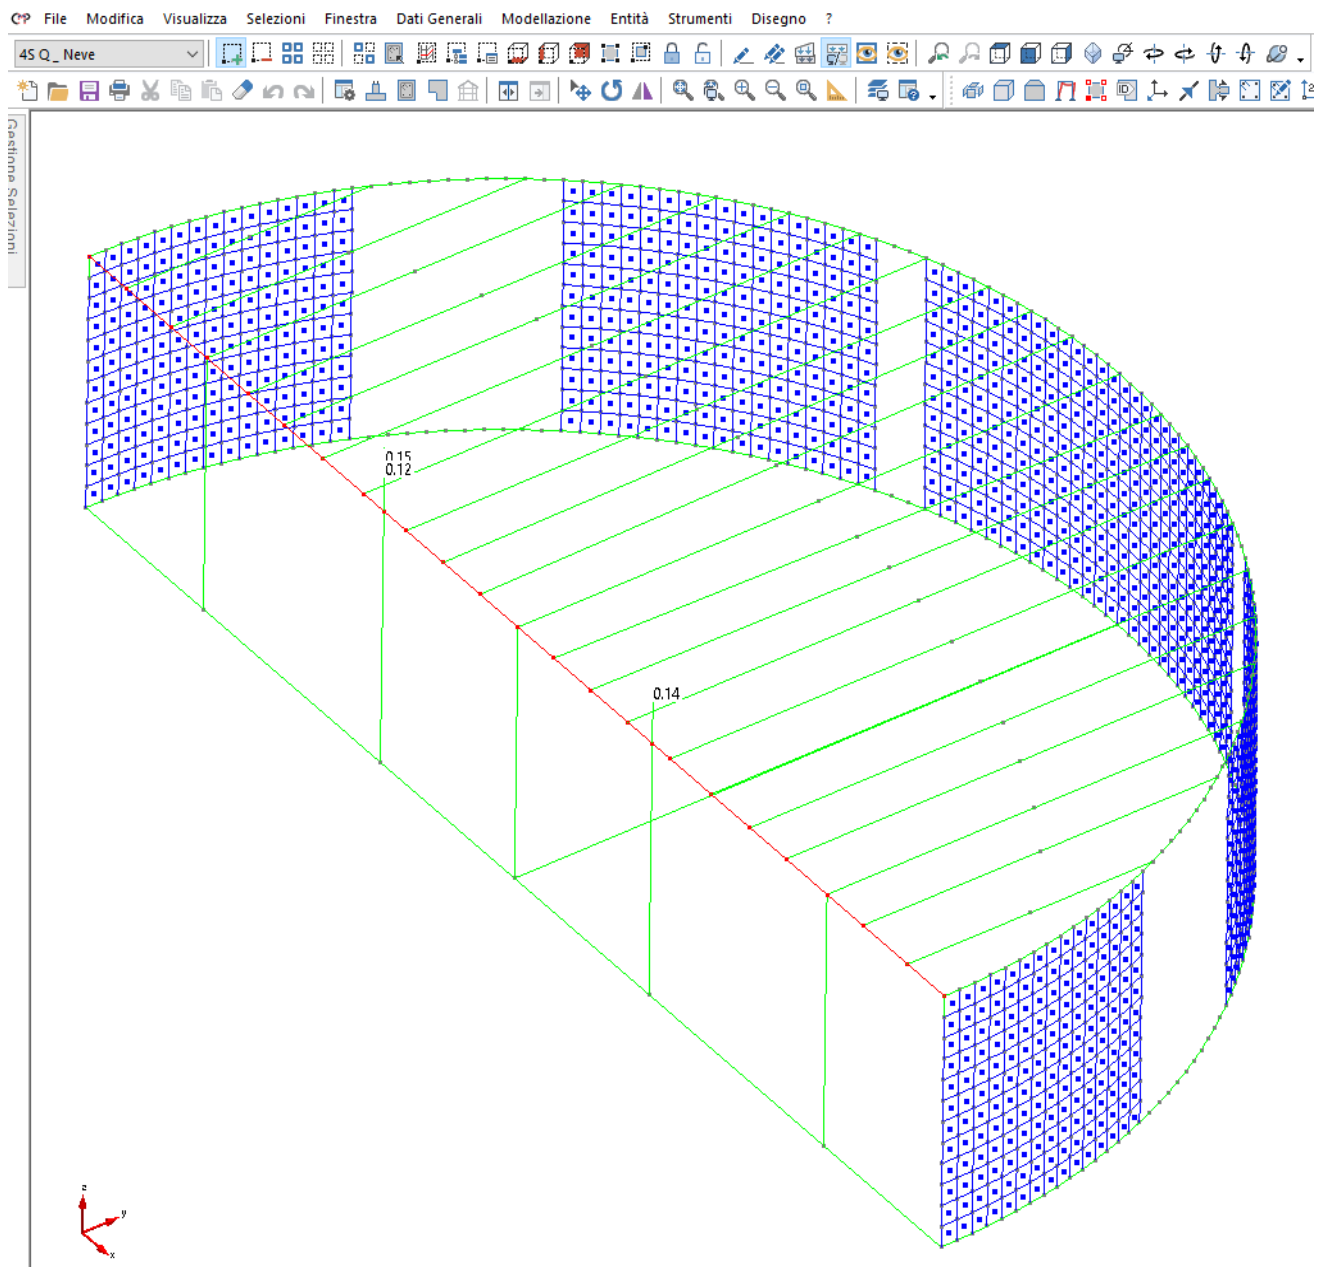 File Modifica Visualizza Selezioni Finestra Dati Generali Modellazione Entità Strumenti Disegno ?
4S Q_ Neve
ID
Gestione Selezioni
0.15
0.12
0.14
z
y
x